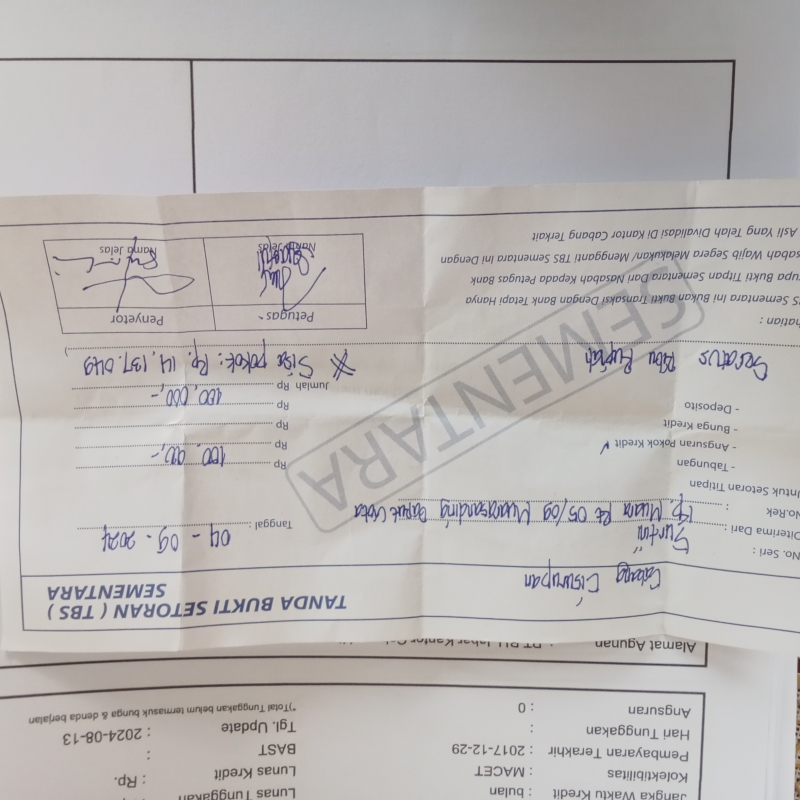 TANDA BUKTI SETORAN ( TBS )
SEMENTARA
Cabang Cisurupan
No. Seri :
Diterima Dari : Surtini
No.Rek : Kp. Muara Rt 05/09 Muarasanding Garut Kota
Tanggal : 04 - 09 - 2024
Untuk Setoran Titipan
- Tabungan
- Angsuran Pokok Kredit ✓
- Bunga Kredit
- Deposito
Rp 100,000,-
Rp
Rp
Jumlah Rp 100,000,-
Seratus Ribu Rupiah
* Sisa pokok : Rp. 14,137.049
SEMENTARA
hatian :
S Sementara Ini Bukan Bukti Transaksi Dengan Bank Tetapi Hanya
rupa Bukti Titpan Sementara Dari Nasabah Kepada Petugas Bank
sabah Wajib Segera Melakukan/ Mengganti TBS Sementara Ini Dengan
Asli Yang Telah Divalidasi Di Kantor Cabang Terkait
Petugas*
Penyetor
Nama Jelas
Nama Jelas
Jangka Waktu Kredit : bulan
Kolektibilitas : MACET
Pembayaran Terakhir : 2017-12-29
Hari Tunggakan :
Angsuran : 0
Lunas Tunggakan
Lunas Kredit : Rp.
BAST :
Tgl. Update : 2024-08-13
*)Total Tunggakan belum termasuk bunga & denda berjalan
Alamat Agunan